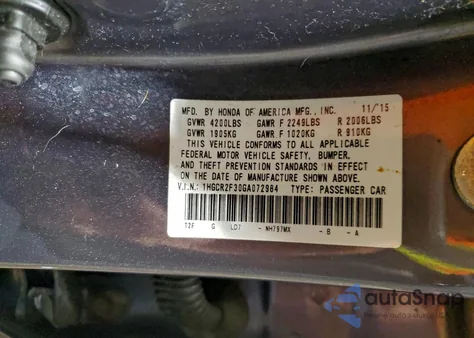 MFD. BY HONDA OF AMERICA MFG., INC. 11/15
GVWR 4200LBS GAWR F 2249LBS R 2006LBS
GVWR 1905KG GAWR F 1020KG R 910KG
THIS VEHICLE CONFORMS TO ALL APPLICABLE
FEDERAL MOTOR VEHICLE SAFETY, BUMPER,
AND THEFT PREVENTION STANDARDS IN EFFECT
ON THE DATE OF MANUFACTURE SHOWN ABOVE.
V.I.N.: 1HGCR2F30GA072984 TYPE: PASSENGER CAR
T2F G LD7 - NH797MX - B - A
autoSnap